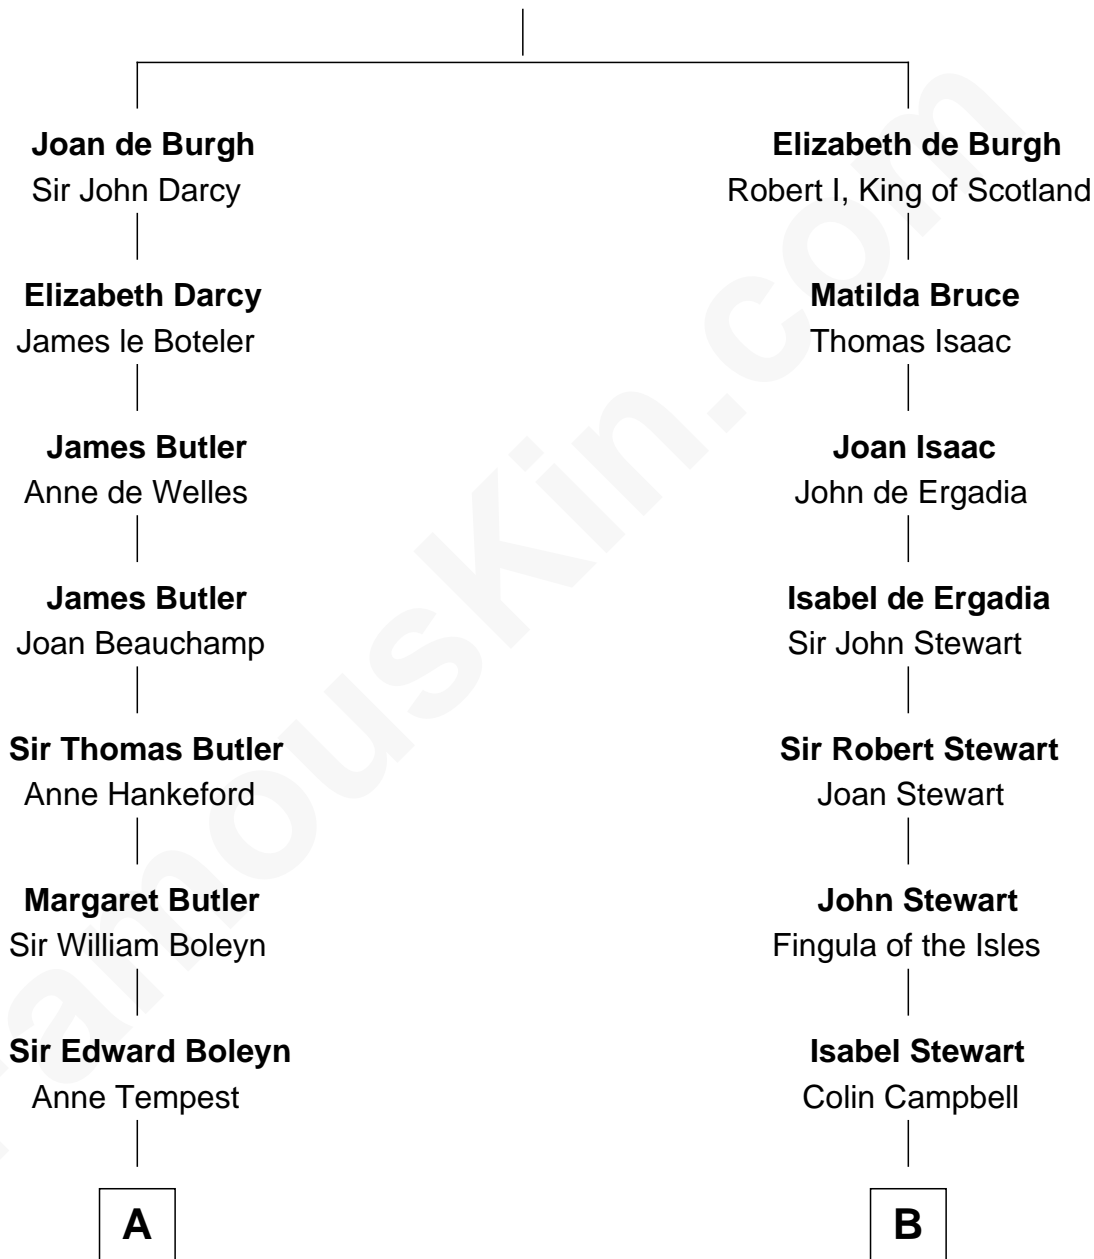 Joan de Burgh
Sir John Darcy
Elizabeth Darcy
James le Boteler
James Butler
Anne de Welles
James Butler
Joan Beauchamp
Sir Thomas Butler
Anne Hankeford
Margaret Butler
Sir William Boleyn
Sir Edward Boleyn
Anne Tempest
A
Elizabeth de Burgh
Robert I, King of Scotland
Matilda Bruce
Thomas Isaac
Joan Isaac
John de Ergadia
Isabel de Ergadia
Sir John Stewart
Sir Robert Stewart
Joan Stewart
John Stewart
Fingula of the Isles
Isabel Stewart
Colin Campbell
B
FamousKin.com